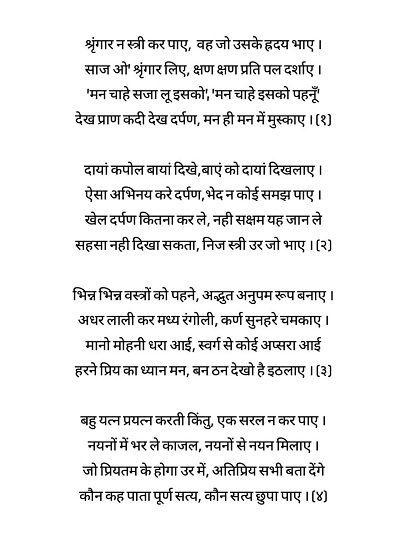 श्रृंगार न स्त्री कर पाए, वह जो उसके ह्रदय भाए ।
साज ओ' श्रृंगार लिए, क्षण क्षण प्रति पल दर्शाए ।
'मन चाहे सजा लू इसको','मन चाहे इसको पहनूँ'
देख प्राण कदी देख दर्पण, मन ही मन में मुस्काए । (१)
दायां कपोल बायां दिखे,बाएं को दायां दिखलाए ।
ऐसा अभिनय करे दर्पण,भेद न कोई समझ पाए ।
खेल दर्पण कितना कर ले, नही सक्षम यह जान ले
सहसा नही दिखा सकता, निज स्त्री उर जो भाए । (२)
भिन्न भिन्न वस्त्रों को पहने, अद्भुत अनुपम रूप बनाए ।
अधर लाली कर मध्य रंगोली, कर्ण सुनहरे चमकाए ।
मानो मोहनी धरा आई, स्वर्ग से कोई अप्सरा आई
हरने प्रिय का ध्यान मन, बन ठन देखो है इठलाए । (३)
बहु यत्न प्रयत्न करती किंतु, एक सरल न कर पाए ।
नयनों में भर ले काजल, नयनों से नयन मिलाए ।
जो प्रियतम के होगा उर में, अतिप्रिय सभी बता देंगे
कौन कह पाता पूर्ण सत्य, कौन सत्य छुपा पाए । (४)